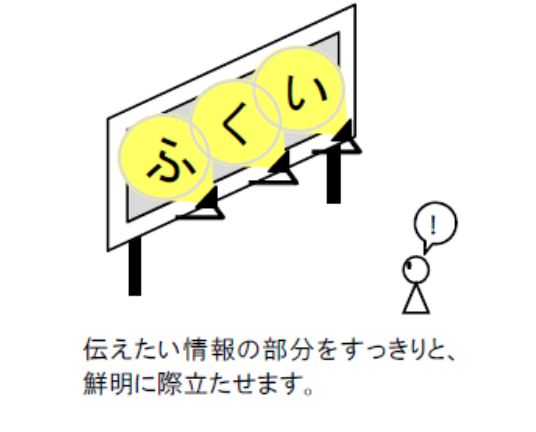 ふくい
!
伝えたい情報の部分をすっきりと、
鮮明に際立たせます。